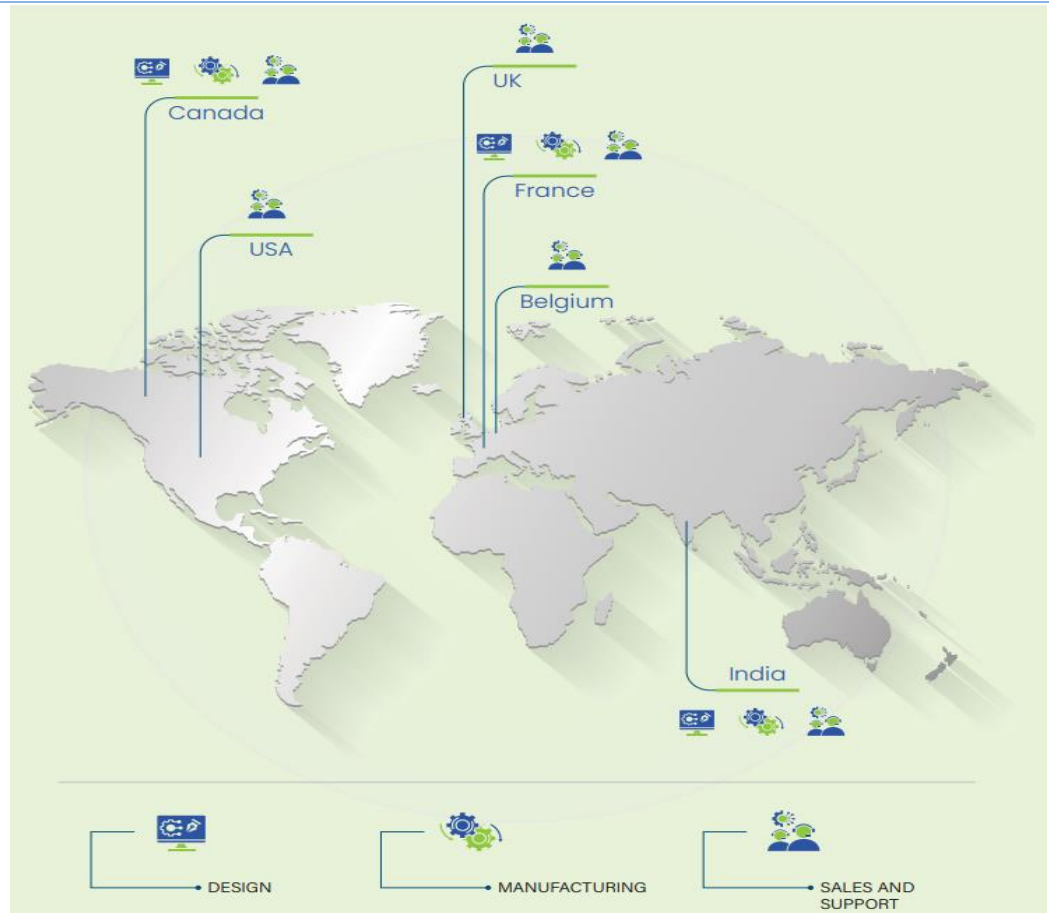 UK
Canada
France
USA
Belgium
India
DESIGN
MANUFACTURING
SALES AND
SUPPORT